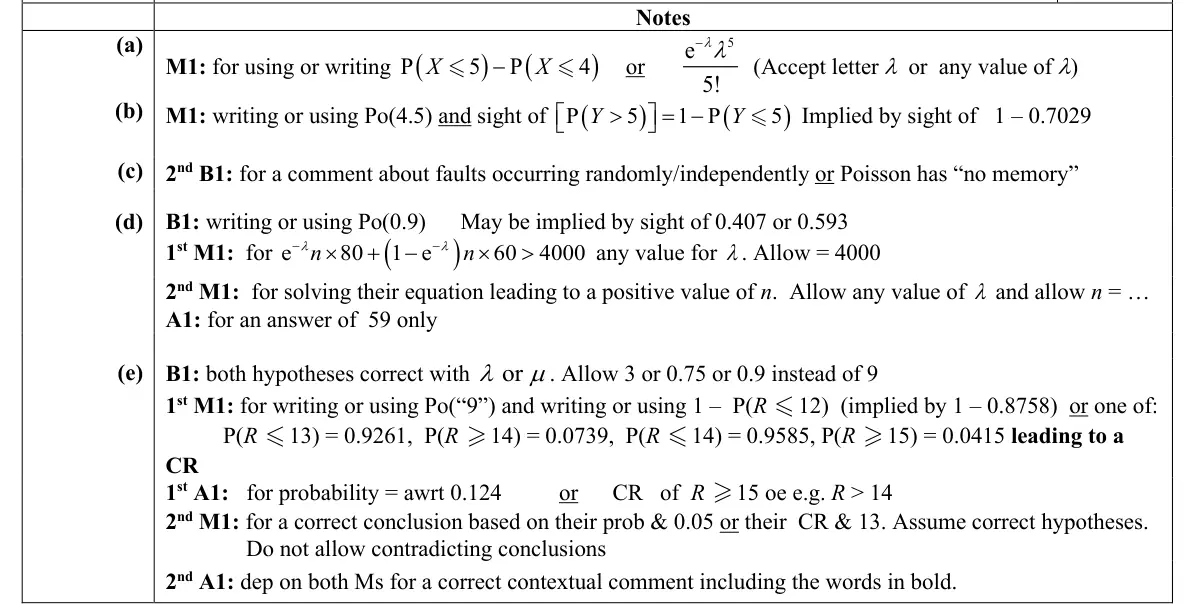 Notes
(a)
M1: for using or writing P(X ⩽ 5) − P(X ⩽ 4) or e^{−λ}λ^5 / 5! (Accept letter λ or any value of λ)
(b) M1: writing or using Po(4.5) and sight of [P(Y > 5)] = 1 − P(Y ⩽ 5) Implied by sight of 1 – 0.7029
(c) 2nd B1: for a comment about faults occurring randomly/independently or Poisson has “no memory”
(d) B1: writing or using Po(0.9) May be implied by sight of 0.407 or 0.593
1st M1: for e^{−λ}n × 80 + (1 − e^{−λ})n × 60 > 4000 any value for λ. Allow = 4000
2nd M1: for solving their equation leading to a positive value of n. Allow any value of λ and allow n = …
A1: for an answer of 59 only
(e) B1: both hypotheses correct with λ or μ. Allow 3 or 0.75 or 0.9 instead of 9
1st M1: for writing or using Po(“9”) and writing or using 1 – P(R ⩽ 12) (implied by 1 – 0.8758) or one of:
P(R ⩽ 13) = 0.9261, P(R ⩾ 14) = 0.0739, P(R ⩽ 14) = 0.9585, P(R ⩾ 15) = 0.0415 leading to a
CR
1st A1: for probability = awrt 0.124 or CR of R ⩾ 15 oe e.g. R > 14
2nd M1: for a correct conclusion based on their prob & 0.05 or their CR & 13. Assume correct hypotheses.
Do not allow contradicting conclusions
2nd A1: dep on both Ms for a correct contextual comment including the words in bold.